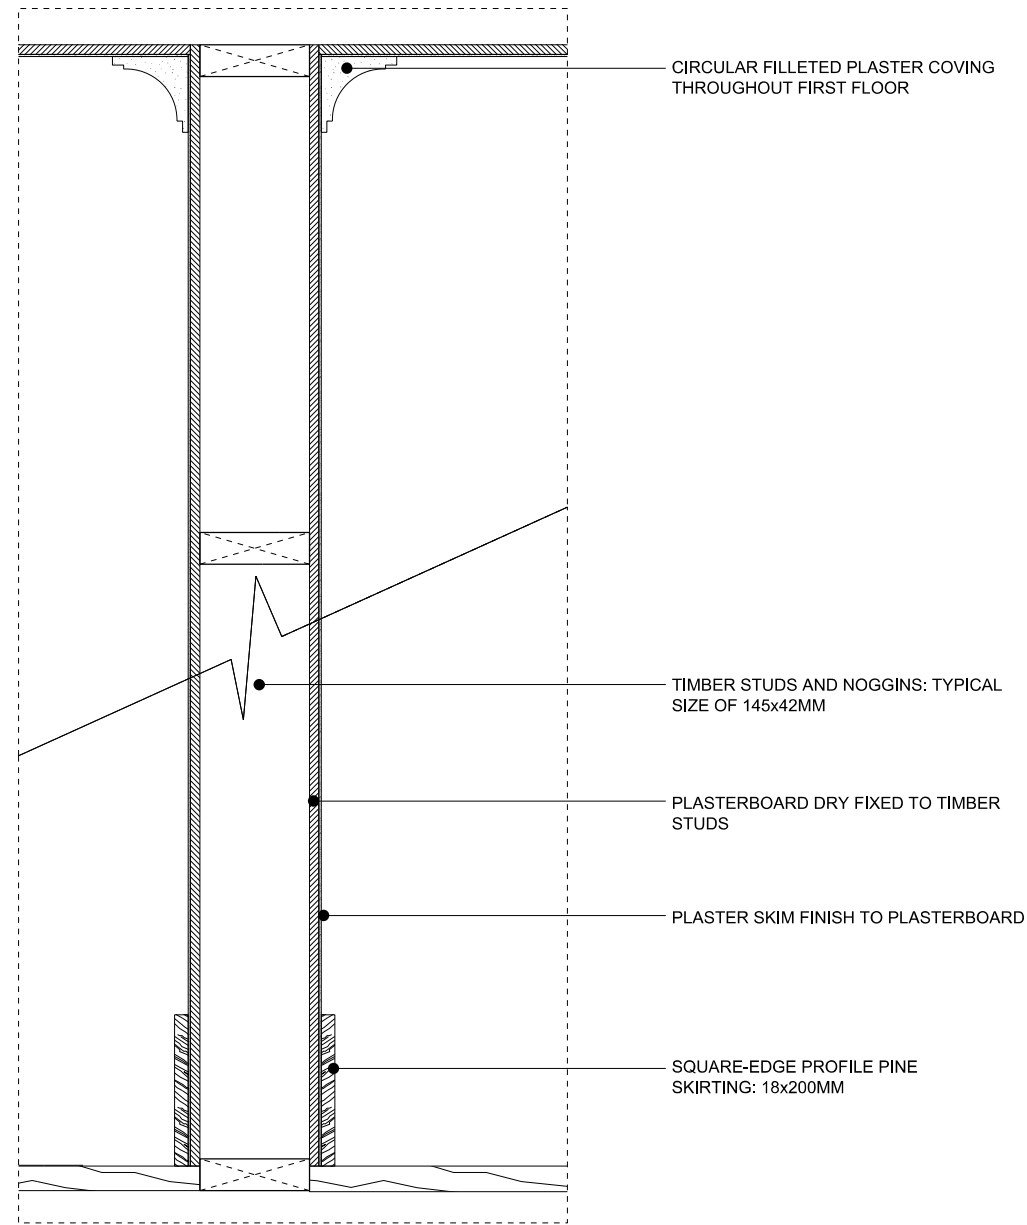 CIRCULAR FILLETED PLASTER COVING
THROUGHOUT FIRST FLOOR
TIMBER STUDS AND NOGGINS: TYPICAL
SIZE OF 145x42MM
PLASTERBOARD DRY FIXED TO TIMBER
STUDS
PLASTER SKIM FINISH TO PLASTERBOARD
SQUARE-EDGE PROFILE PINE
SKIRTING: 18x200MM